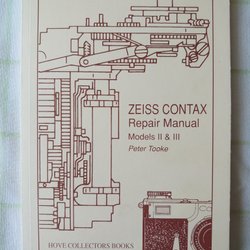 ZEISS CONTAX
Repair Manual
Models II & III
Peter Tooke
HOVE COLLECTORS BOOKS